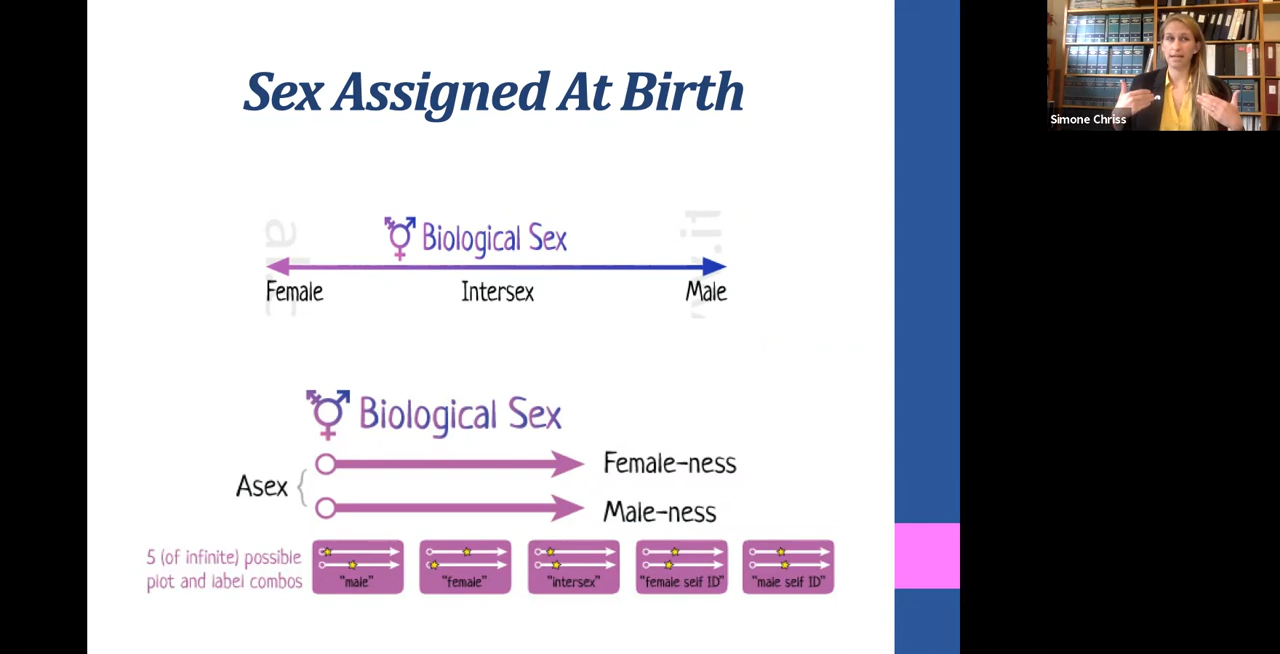 Sex Assigned At Birth
Simone Chriss
Biological Sex
Female Intersex Male
Biological Sex
Asex
Female-ness
Male-ness
5 (of infinite) possible
plot and label combos
"male"
"female"
"intersex"
"female self ID"
"male self ID"